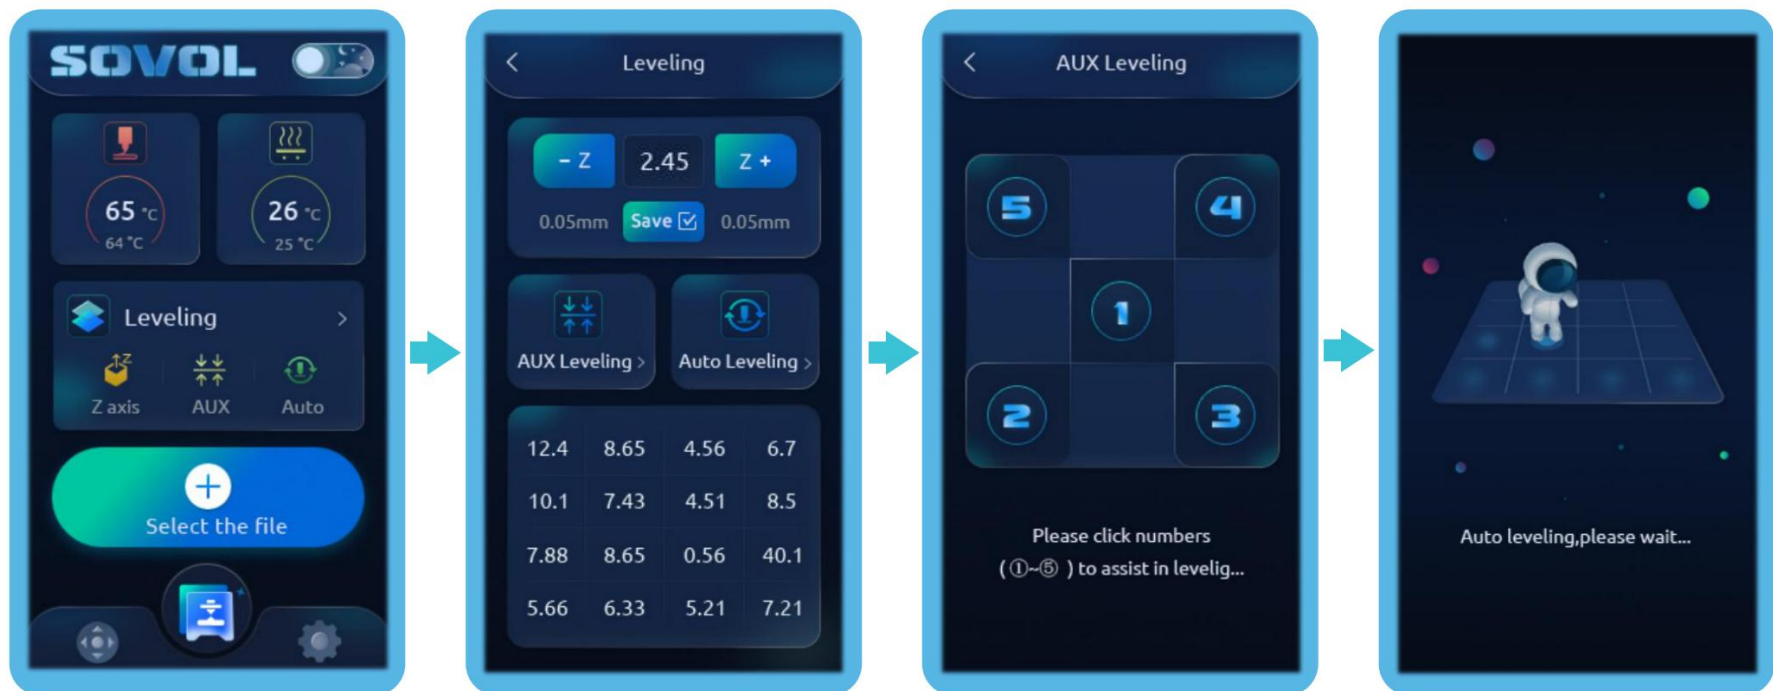 SOVOL
65 °C
64 °C
26 °C
25 °C
Leveling >
Z
Z axis AUX Auto
Select the file
< Leveling
- Z 2.45 Z +
0.05mm Save 0.05mm
AUX Leveling > Auto Leveling >
12.4 8.65 4.56 6.7
10.1 7.43 4.51 8.5
7.88 8.65 0.56 40.1
5.66 6.33 5.21 7.21
< AUX Leveling
5 4
1
2 3
Please click numbers
(①~⑤ ) to assist in levelig...
Auto leveling,please wait...